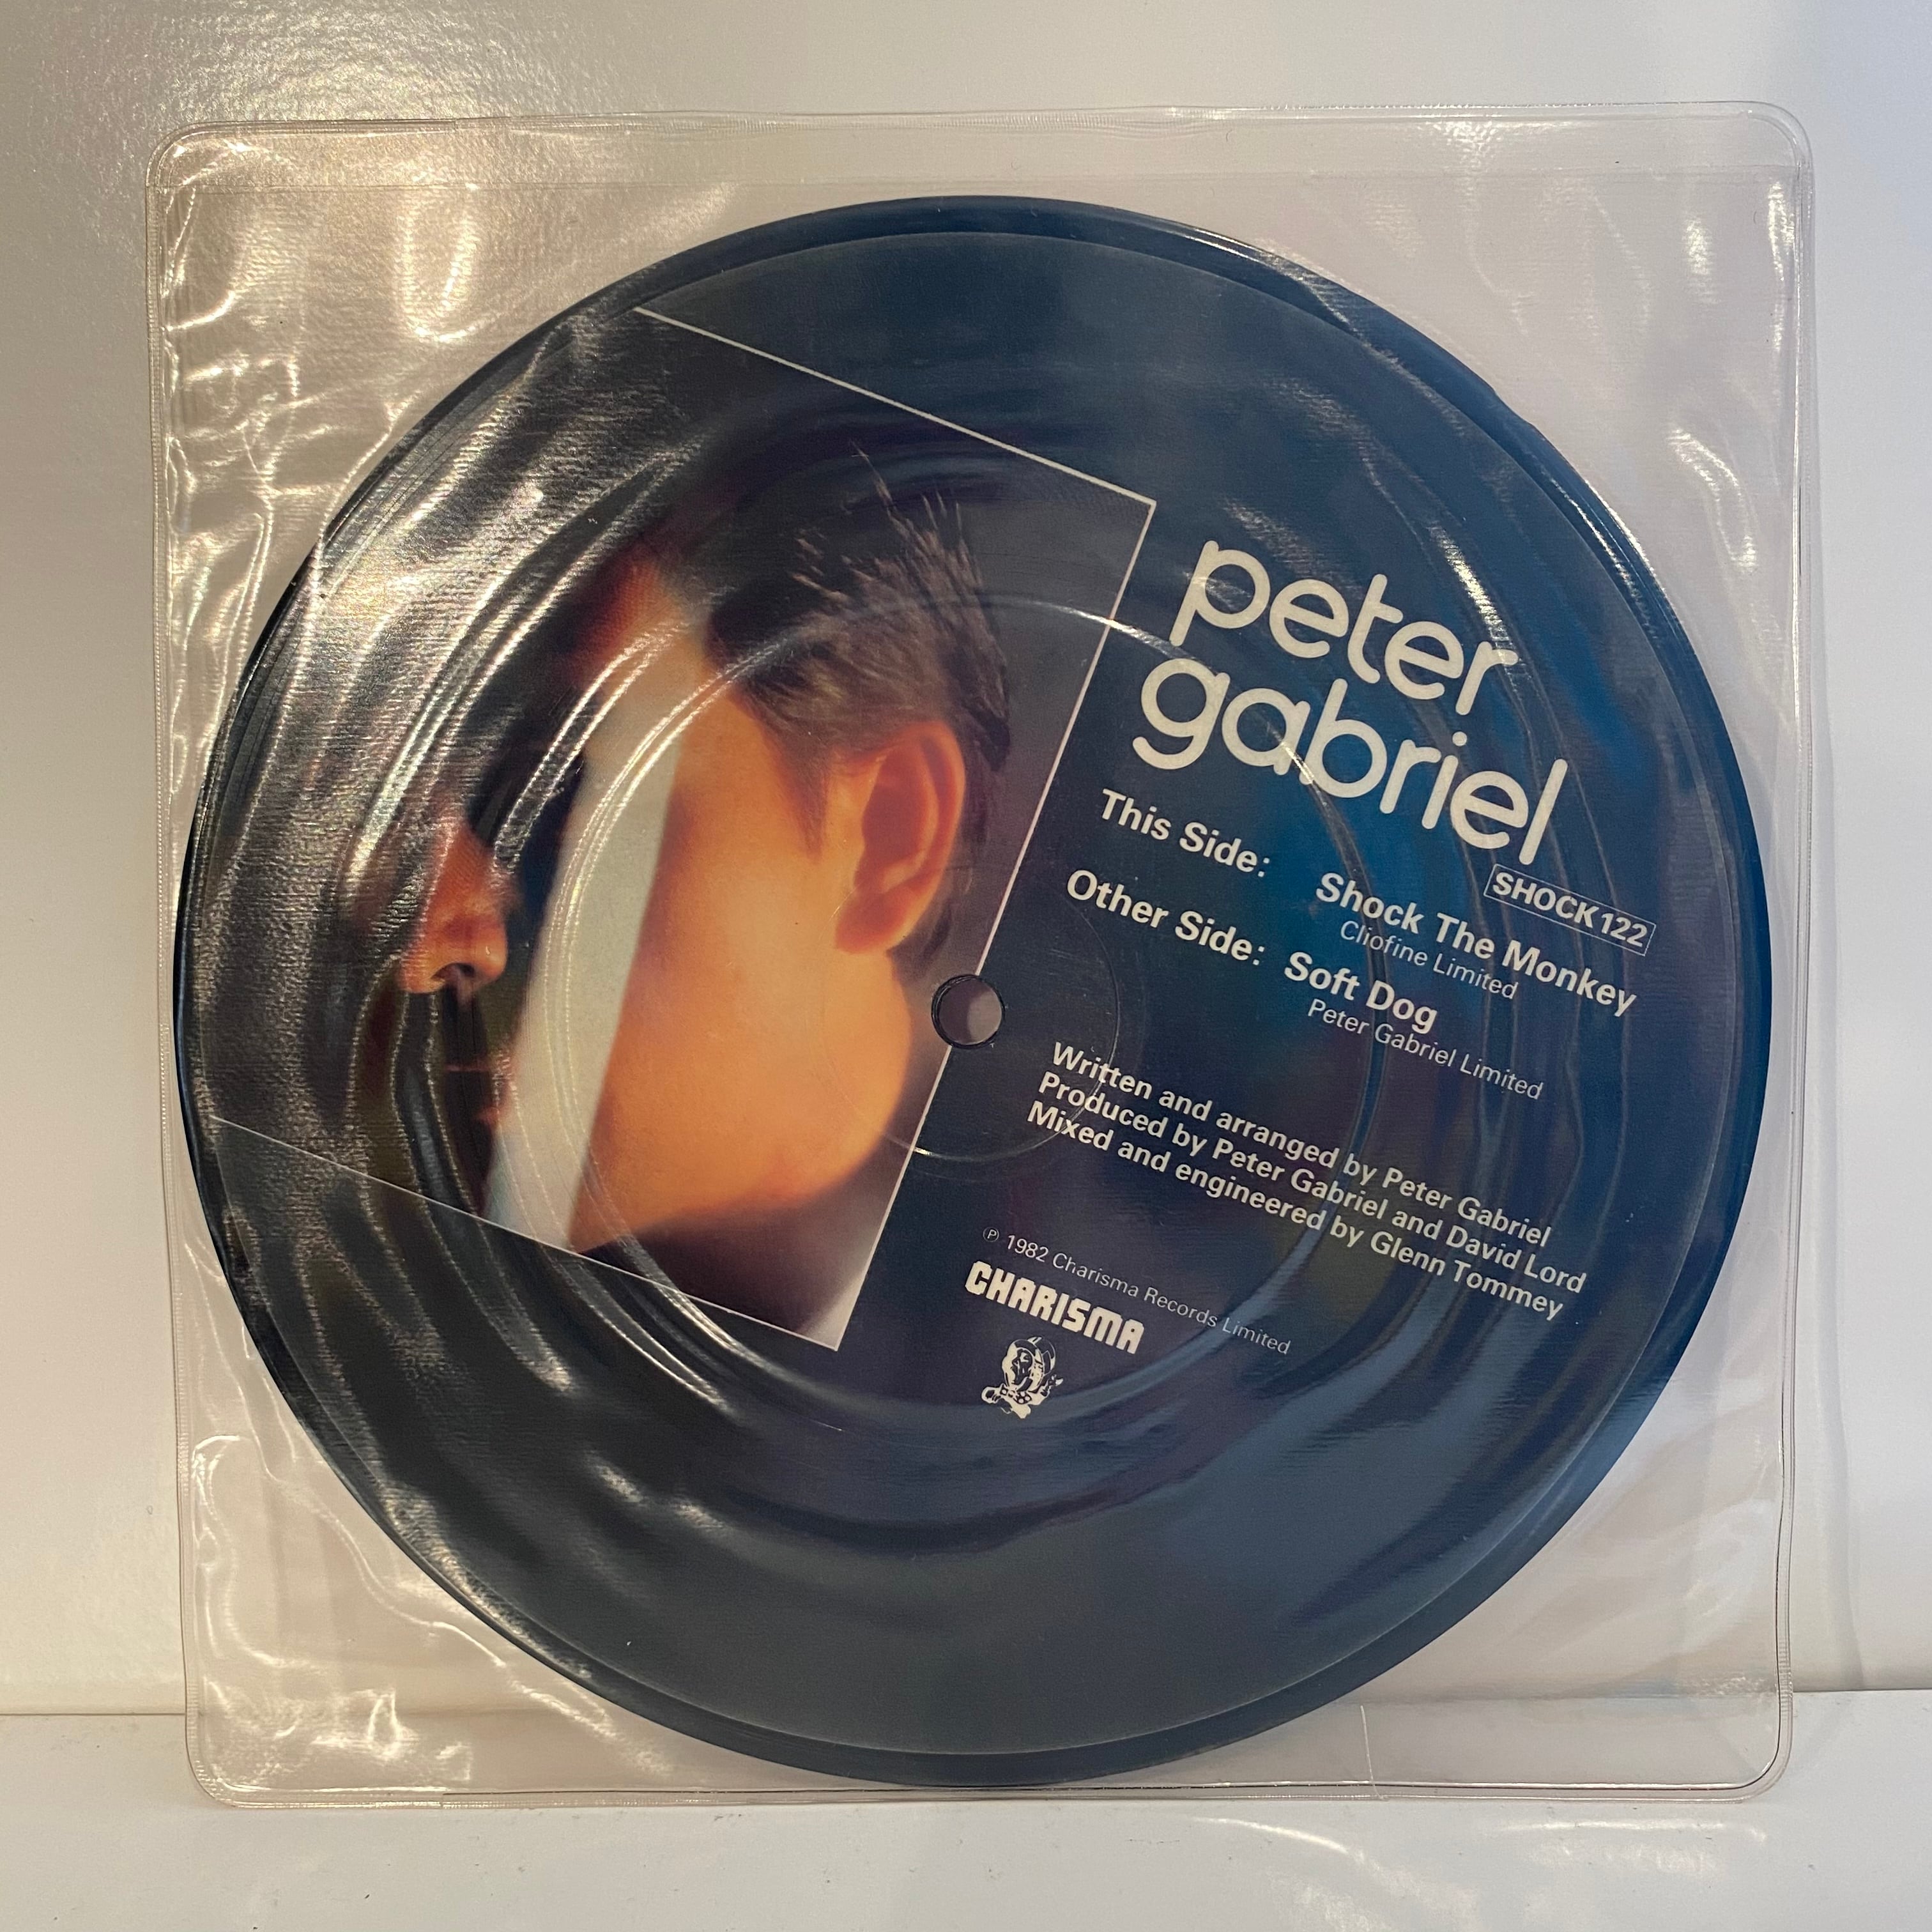 peter
gabriel
SHOCK 122
This Side: Shock The Monkey
Cliofine Limited
Other Side: Soft Dog
Peter Gabriel Limited
Written and arranged by Peter Gabriel
Produced by Peter Gabriel and David Lord
Mixed and engineered by Glenn Tommey
℗ 1982 Charisma Records Limited
CHARISMA